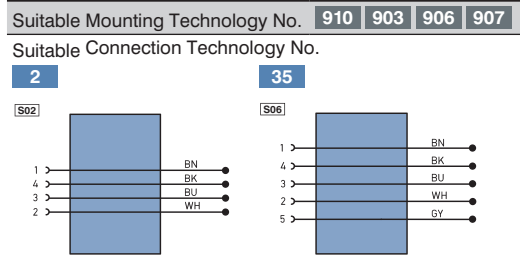 Suitable Mounting Technology No. 910 903 906 907
Suitable Connection Technology No.
2 35
S02 S06
1 BN
4 BK
3 BU
2 WH
1 BN
4 BK
3 BU
2 WH
5 GY